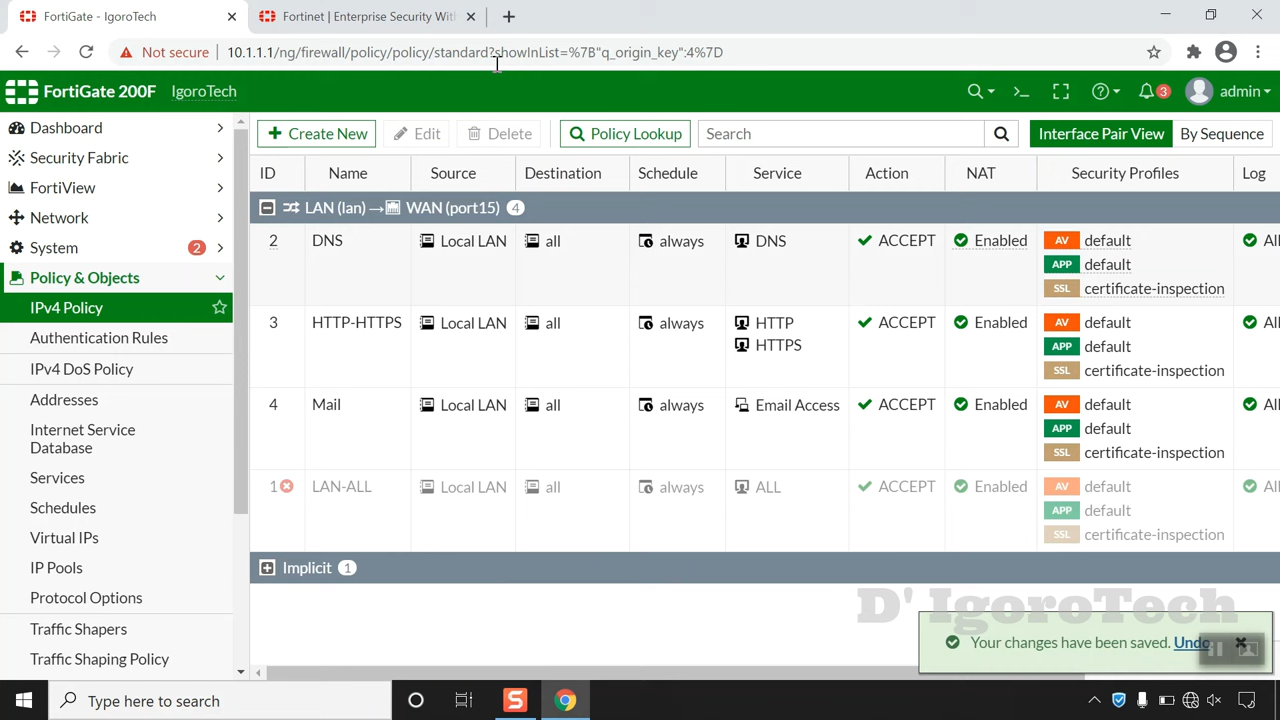 FortiGate - IgoroTech
Fortinet | Enterprise Security With
Not secure
10.1.1.1/ng/firewall/policy/policy/standard?showInList=%7B"q_origin_key":4%7D
FortiGate 200F IgoroTech
3 admin
Dashboard
Security Fabric
FortiView
Network
System 2
Policy & Objects
IPv4 Policy
Authentication Rules
IPv4 DoS Policy
Addresses
Internet Service
Database
Services
Schedules
Virtual IPs
IP Pools
Protocol Options
Traffic Shapers
Traffic Shaping Policy
Create New Edit Delete Policy Lookup Search Interface Pair View By Sequence
ID Name Source Destination Schedule Service Action NAT Security Profiles Log
LAN (lan) → WAN (port15) 4
2 DNS Local LAN all always DNS ACCEPT Enabled AV default All
APP default
SSL certificate-inspection
3 HTTP-HTTPS Local LAN all always HTTP ACCEPT Enabled AV default All
HTTPS APP default
SSL certificate-inspection
4 Mail Local LAN all always Email Access ACCEPT Enabled AV default All
APP default
SSL certificate-inspection
1 LAN-ALL Local LAN all always ALL ACCEPT Enabled AV default All
APP default
SSL certificate-inspection
Implicit 1
D' IgoroTech
Your changes have been saved. Undo
Type here to search